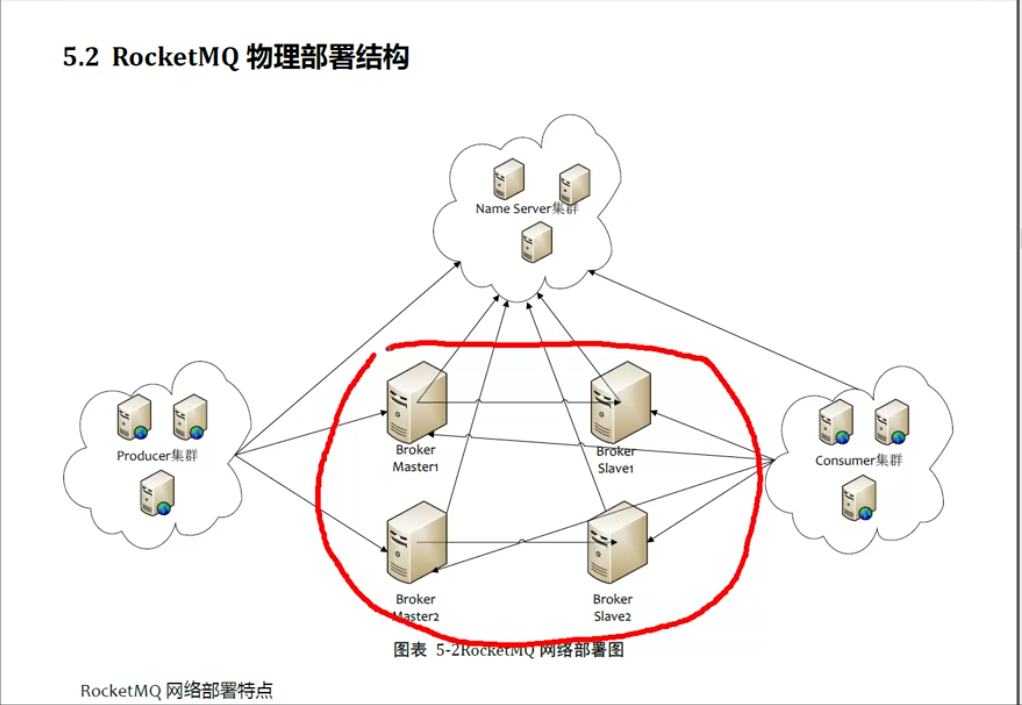 5.2 RocketMQ 物理部署结构
Name Server集群
Producer集群
Broker
Master1
Broker
Slave1
Consumer集群
Broker
Master2
Broker
Slave2
图表 5-2RocketMQ 网络部署图
RocketMQ 网络部署特点